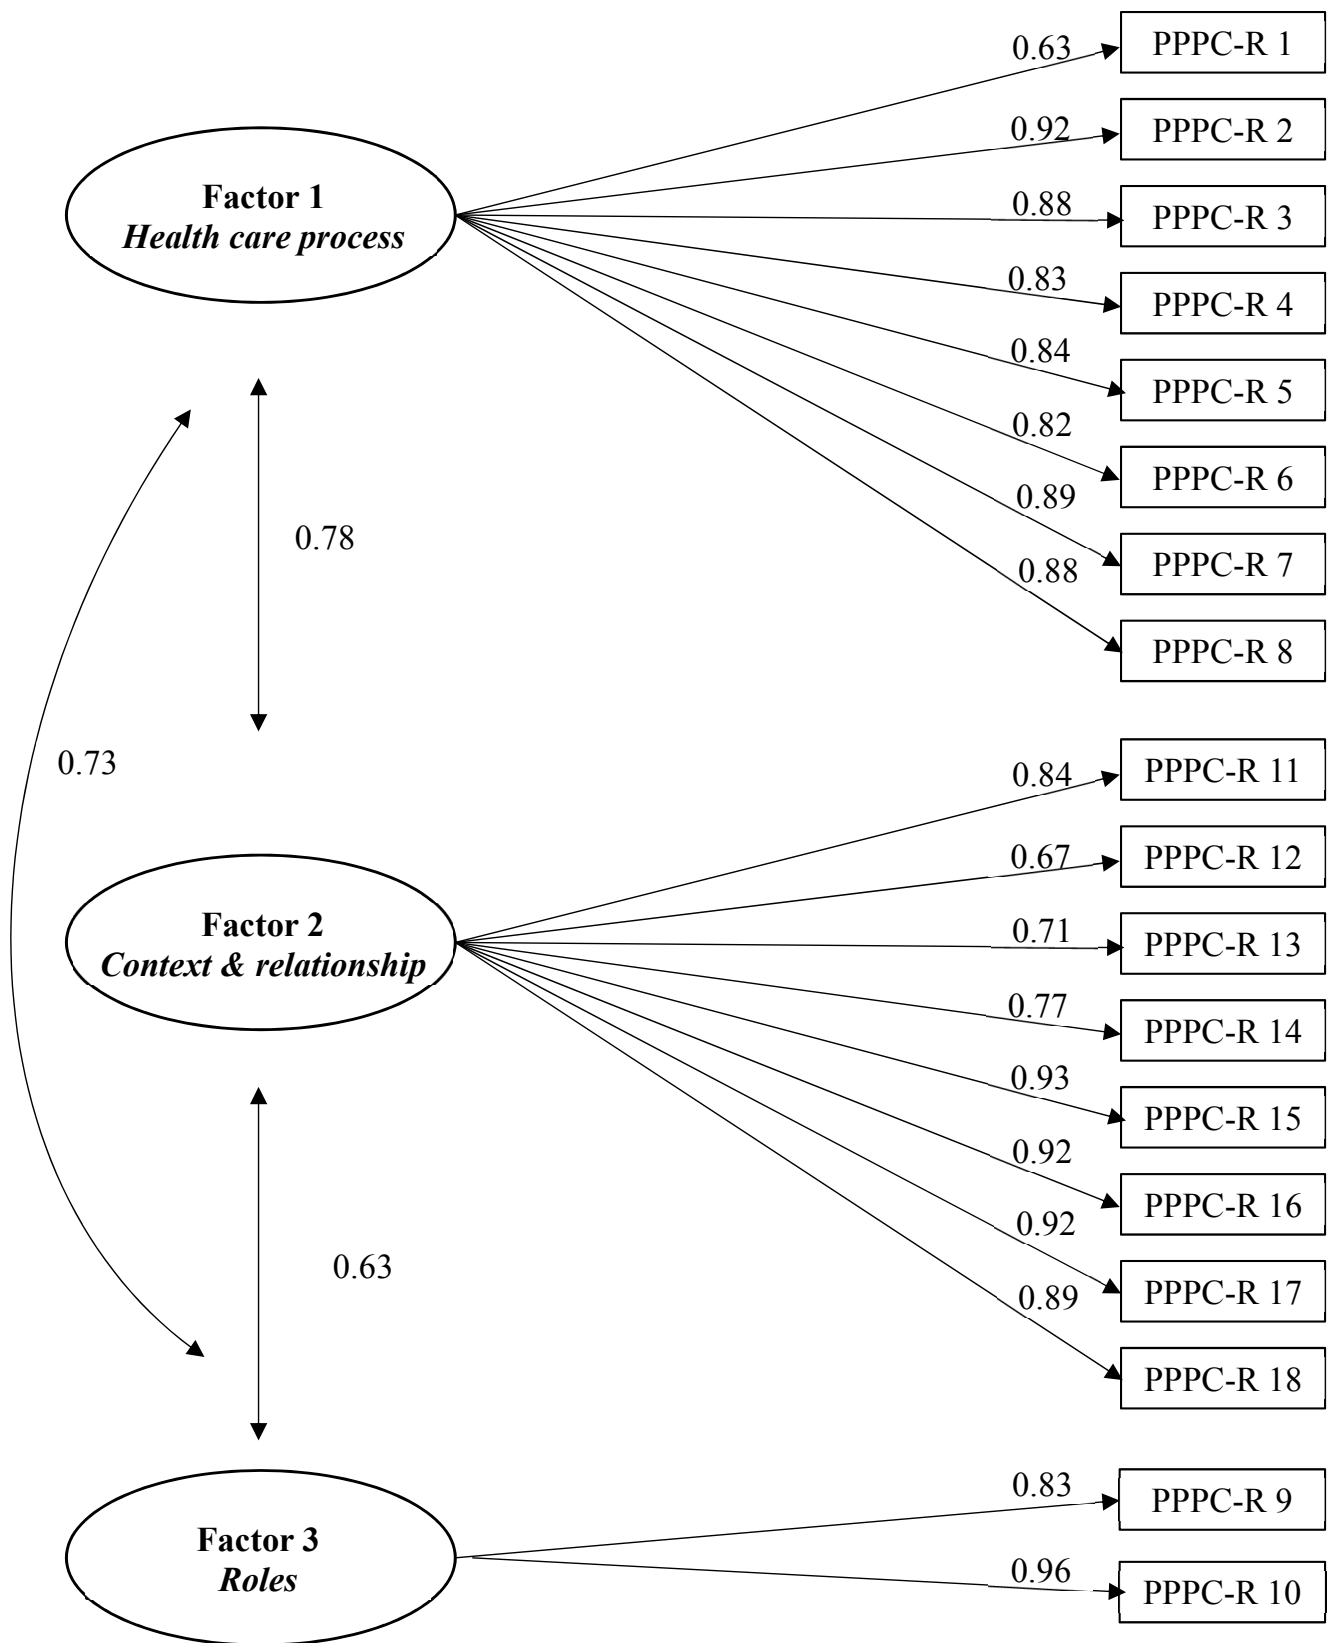 0.63
PPPC-R 1
0.92
PPPC-R 2
Factor 1
Health care process
0.88
PPPC-R 3
0.83
PPPC-R 4
0.84
PPPC-R 5
0.82
PPPC-R 6
0.89
PPPC-R 7
0.78
0.88
PPPC-R 8
0.73
0.84
PPPC-R 11
0.67
PPPC-R 12
Factor 2
Context & relationship
0.71
PPPC-R 13
0.77
PPPC-R 14
0.93
PPPC-R 15
0.92
PPPC-R 16
0.92
PPPC-R 17
0.63
0.89
PPPC-R 18
0.83
PPPC-R 9
Factor 3
Roles
0.96
PPPC-R 10